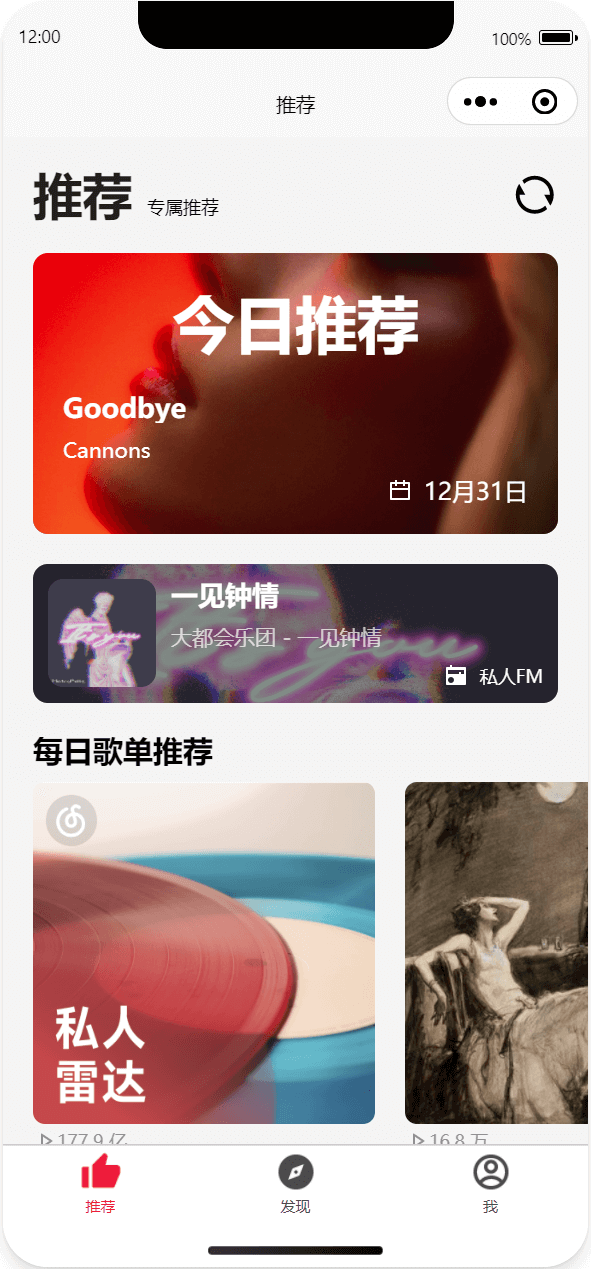 12:00
100%
推荐
推荐 专属推荐
今日推荐
Goodbye
Cannons
12月31日
一见钟情
大都会乐团 - 一见钟情
私人FM
每日歌单推荐
私人
雷达
177.9 亿
16.8 万
推荐
发现
我